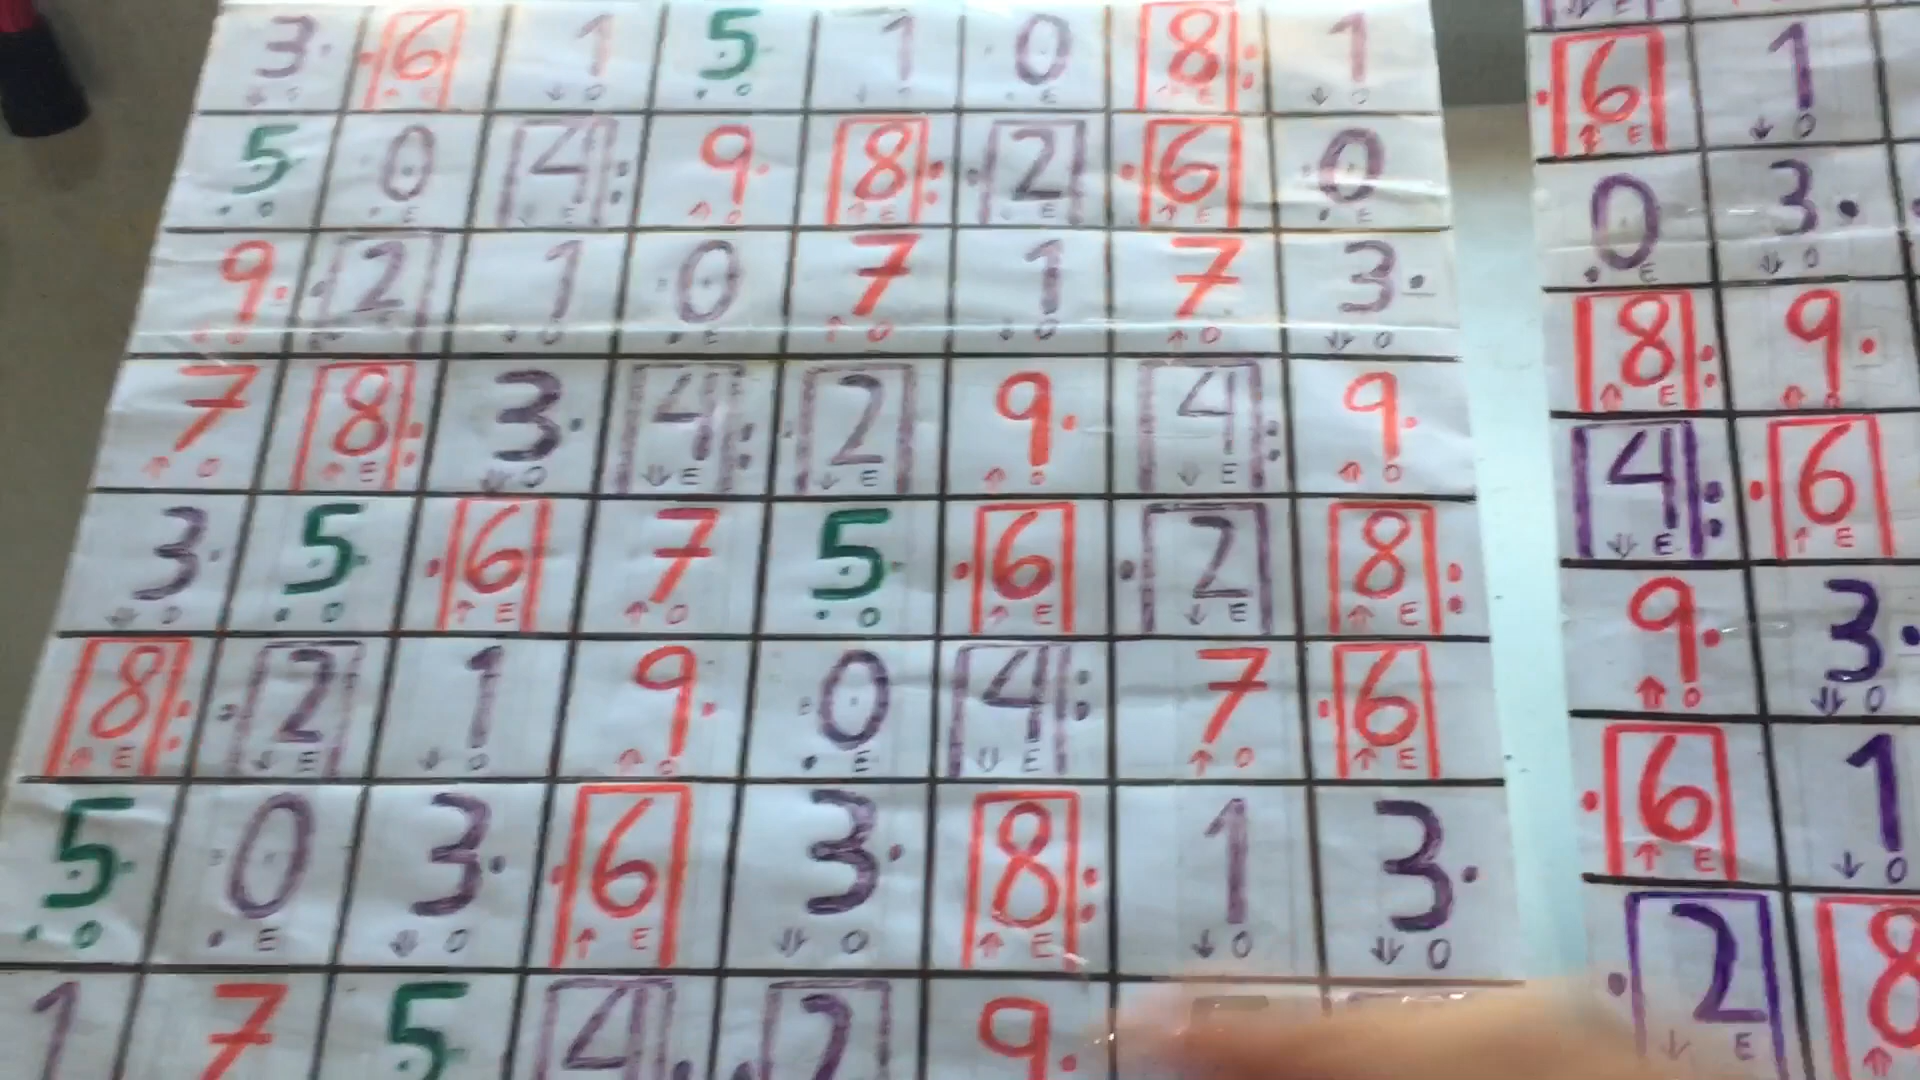 3 6 1 5 1 0 8 1
↓ O ↑ E ↓ O • O ↓ • E ↑ E ↓ O
5 0 4 9 8 2 6 0
• O • E ↓ E ↑ O ↑ E ↓ E ↑ E • E
9 2 1 0 7 1 7 3
↑ O ↓ O • E ↑ O ↓ O ↑ O ⇊ O
7 8 3 4 2 9 4 9
↑ O ↑ E ⇊ O ⇊ E ↓ E ↑ O ↓ E ↑ O
3 5 6 7 5 6 2 8
⇊ O • O ↑ E ↑ O • O ↑ E ↓ E ↑ E
8 2 1 9 0 4 7 6
↑ E ↓ E ↓ O ↑ O • E ⇊ E ↑ O ↑ E
5 0 3 6 3 8 1 3
• O • E ⇊ O ↑ E ⇊ O ↑ E ↓ O ⇊ O
1 7 5 4 2 9
E
6 1
↑ E ↓ O
0 3
• E ⇊ O
8 9
↑ E ↑
4 6
⇊ E ↑ E
9 3
⇈ O ⇊ O
6 1
↑ E ↓ O
2 8
↓ E ⇈